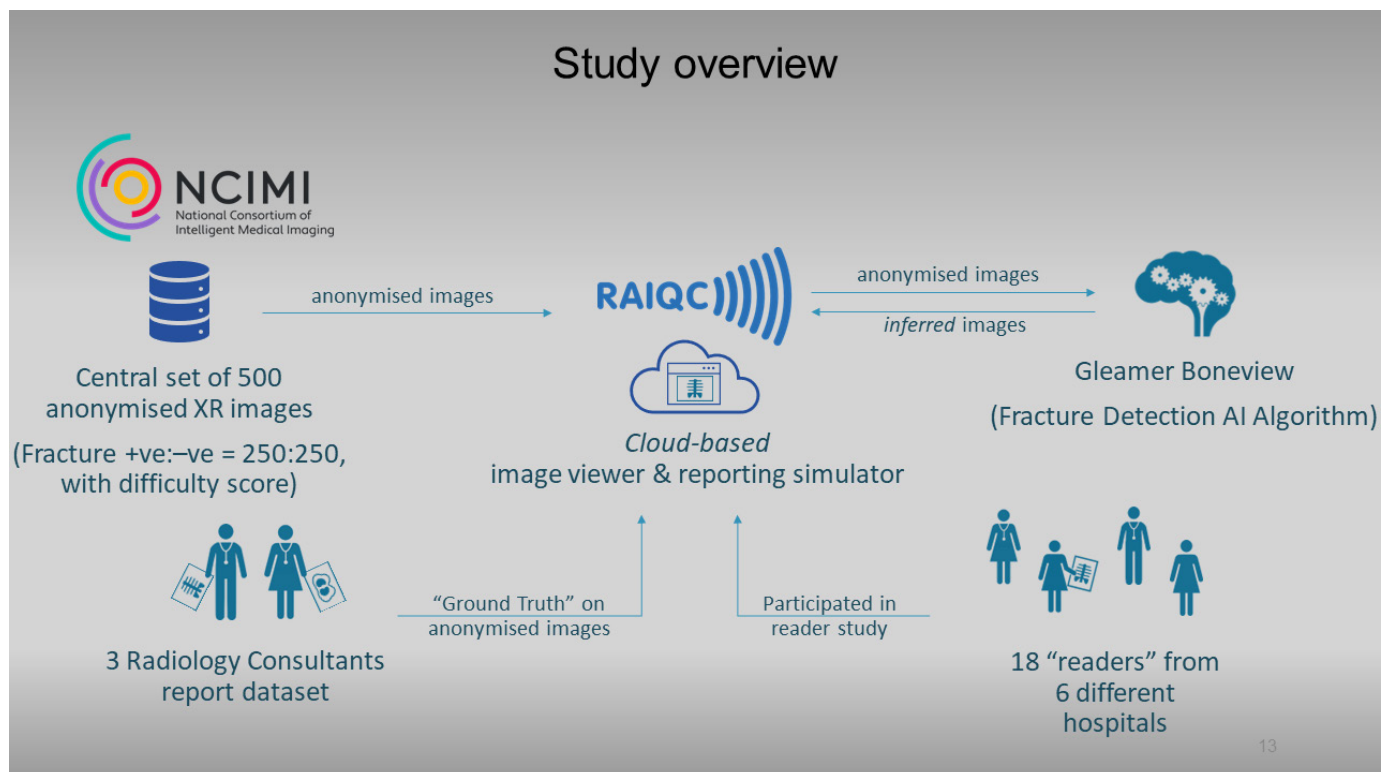 Study overview
NCIMI
National Consortium of
Intelligent Medical Imaging
anonymised images
RAIQC
anonymised images
inferred images
Central set of 500
anonymised XR images
(Fracture +ve:–ve = 250:250,
with difficulty score)
Cloud-based
image viewer & reporting simulator
Gleamer Boneview
(Fracture Detection AI Algorithm)
"Ground Truth" on
anonymised images
Participated in
reader study
3 Radiology Consultants
report dataset
18 "readers" from
6 different
hospitals
13